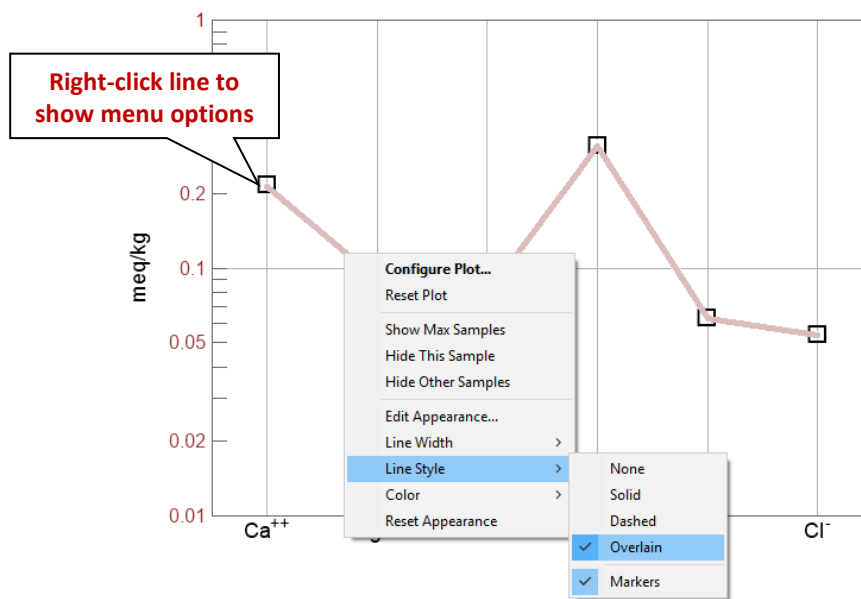 1
Right-click line to
show menu options
0.2
meq/kg
0.1
0.05
0.02
0.01
Ca++
Cl-
Configure Plot...
Reset Plot
Show Max Samples
Hide This Sample
Hide Other Samples
Edit Appearance...
Line Width
Line Style
Color
Reset Appearance
None
Solid
Dashed
Overlain
Markers